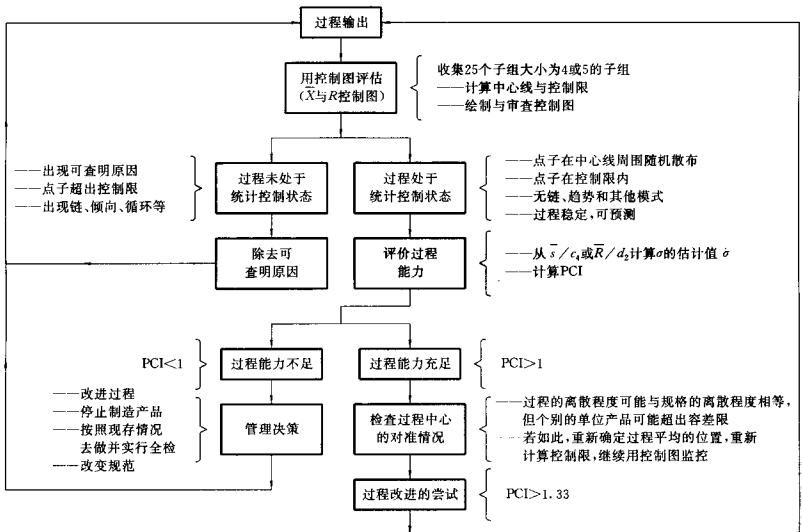 过程输出
用控制图评估
(X̄与R控制图)
收集25个子组大小为4或5的子组
——计算中心线与控制限
——绘制与审查控制图
——出现可查明原因
——点子超出控制限
——出现链、倾向、循环等
过程未处于
统计控制状态
过程处于
统计控制状态
——点子在中心线周围随机散布
——点子在控制限内
——无链、趋势和其他模式
——过程稳定,可预测
除去可
查明原因
评价过程
能力
——从 s̄/c₄或R̄/d₂计算σ的估计值 σ̂
——计算PCI
PCI<1
过程能力不足
过程能力充足
PCI>1
——改进过程
——停止制造产品
——按照现存情况
去做并实行全检
——改变规范
管理决策
检查过程中心
的对准情况
——过程的离散程度可能与规格的离散程度相等,
但个别的单位产品可能超出容差限
——若如此,重新确定过程平均的位置,重新
计算控制限,继续用控制图监控
过程改进的尝试
PCI>1.33